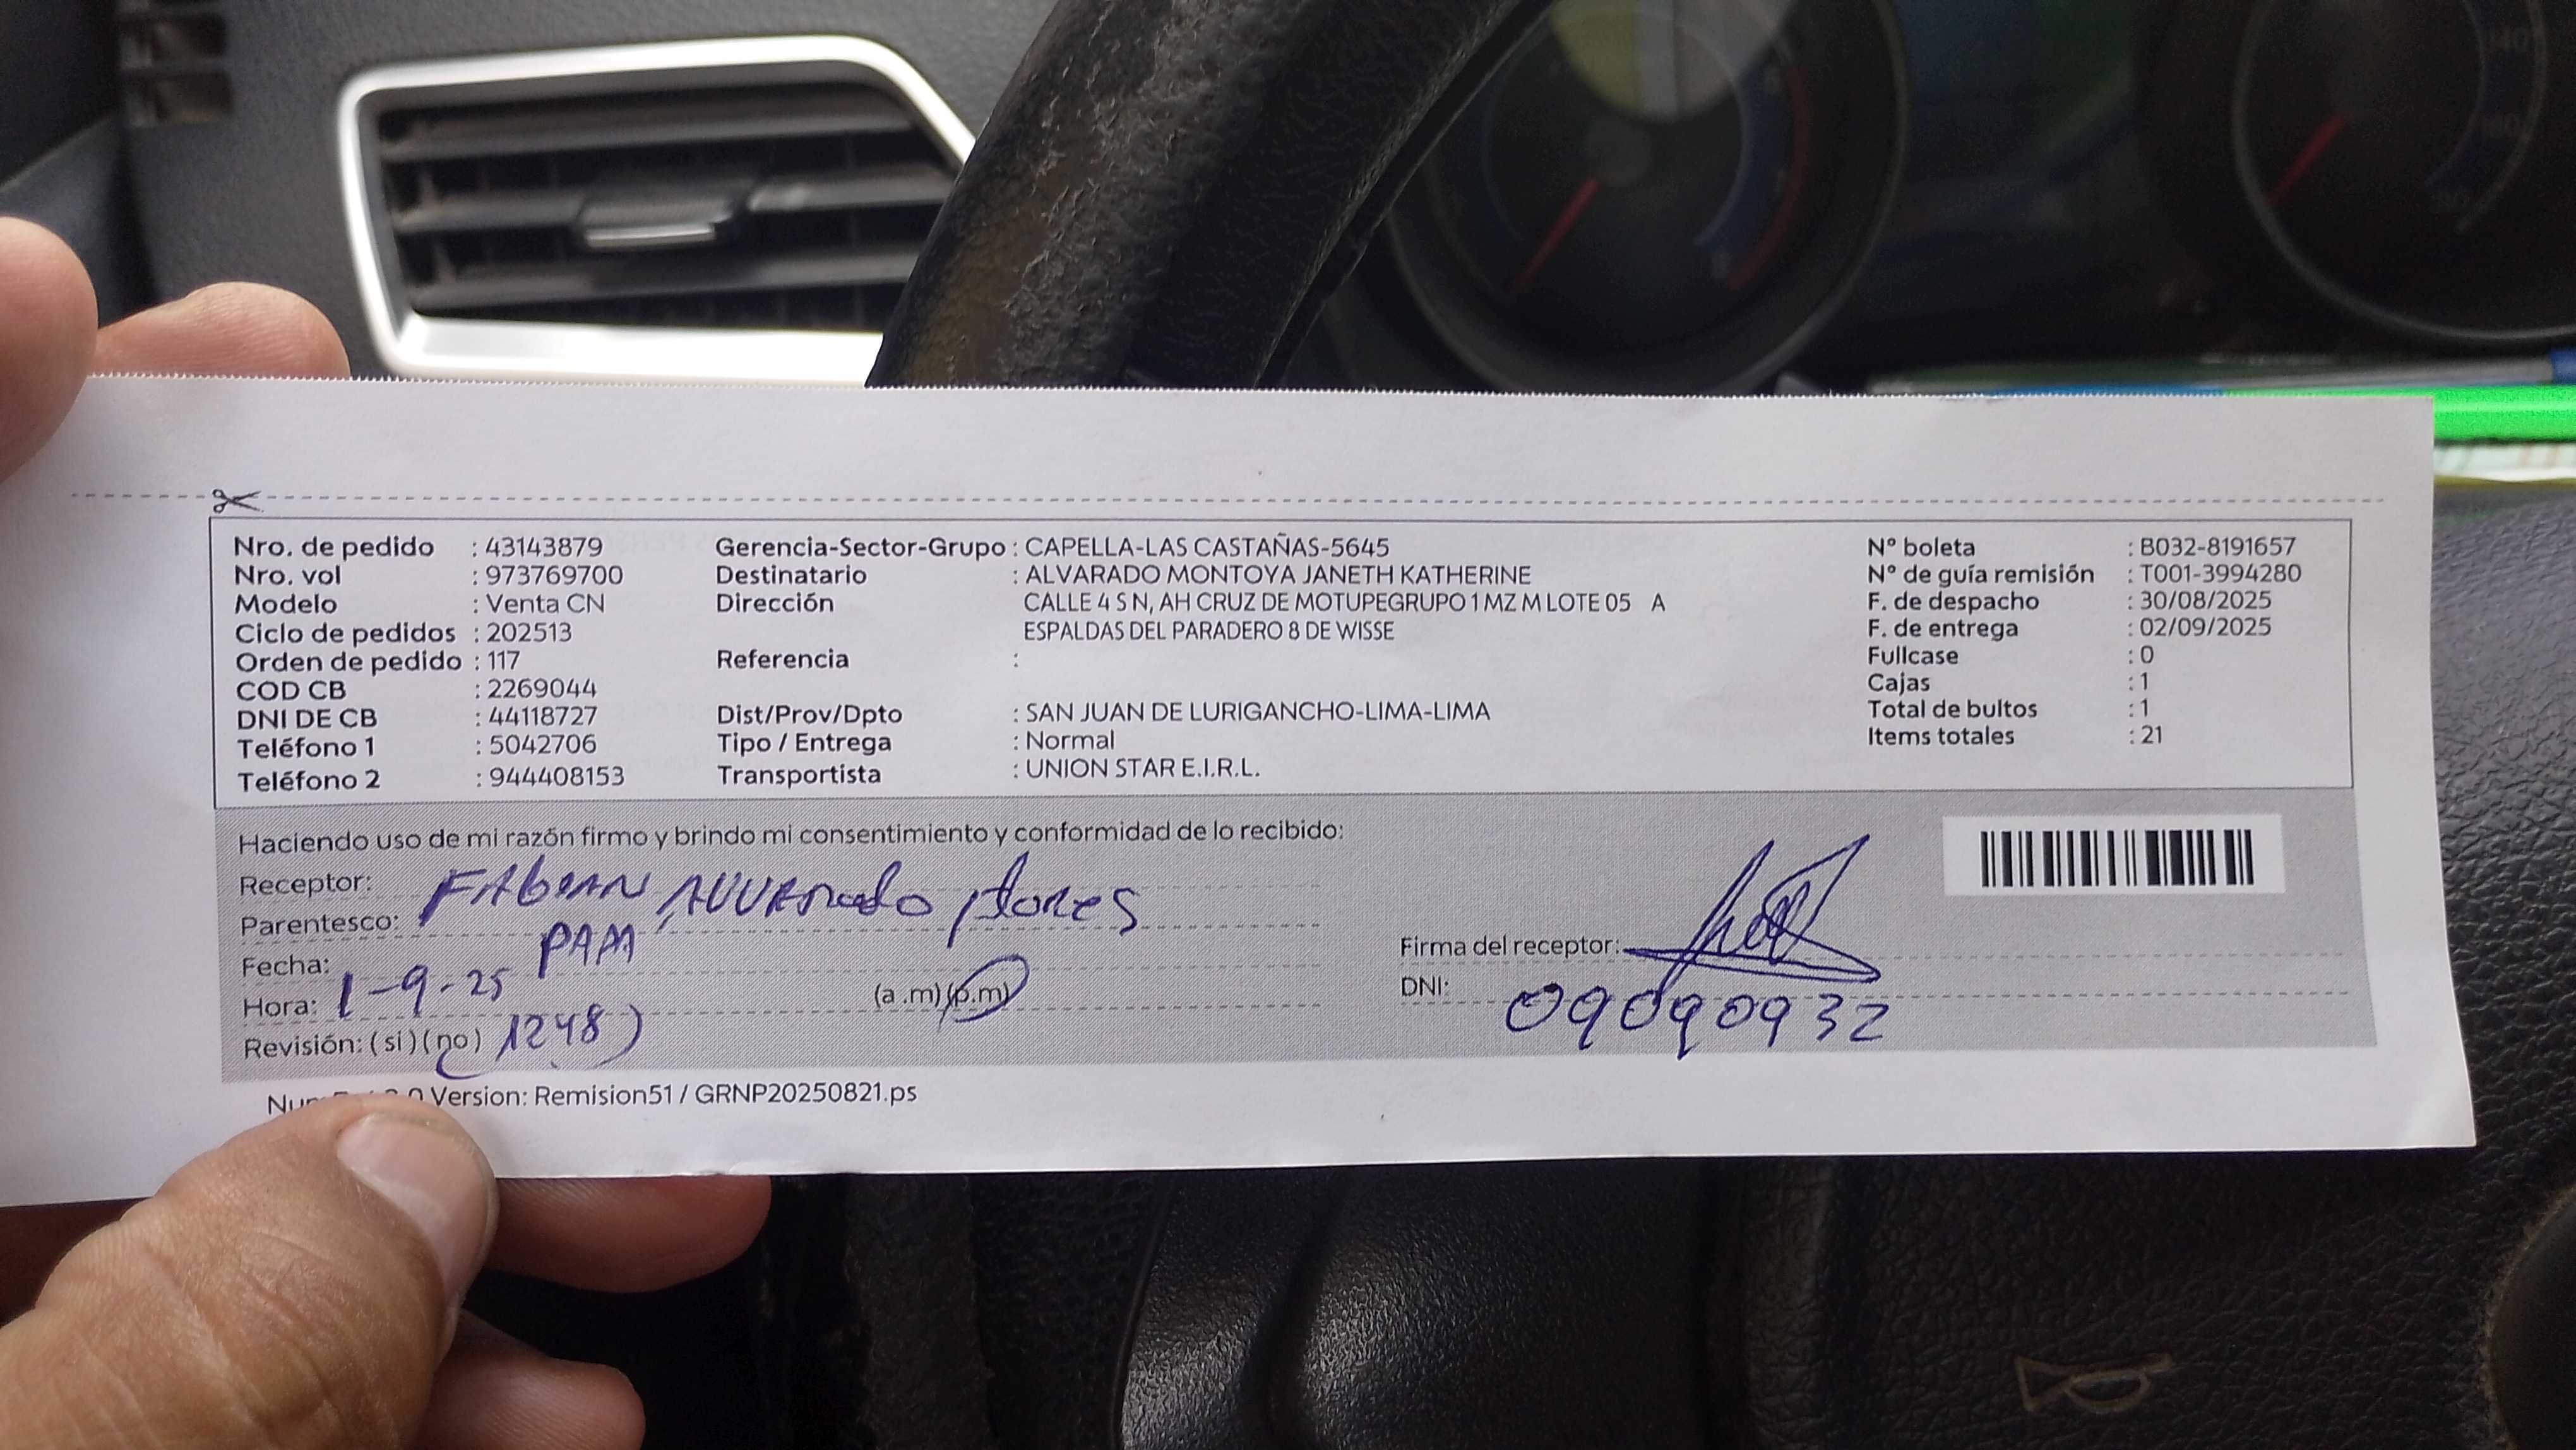 Nro. de pedido : 43143879
Nro. vol : 973769700
Modelo : Venta CN
Ciclo de pedidos : 202513
Orden de pedido : 117
COD CB : 2269044
DNI DE CB : 44118727
Teléfono 1 : 5042706
Teléfono 2 : 944408153
Gerencia-Sector-Grupo : CAPELLA-LAS CASTAÑAS-5645
Destinatario : ALVARADO MONTOYA JANETH KATHERINE
Dirección CALLE 4 S N, AH CRUZ DE MOTUPEGRUPO 1 MZ M LOTE 05 A
ESPALDAS DEL PARADERO 8 DE WISSE
Referencia :
Dist/Prov/Dpto : SAN JUAN DE LURIGANCHO-LIMA-LIMA
Tipo / Entrega : Normal
Transportista : UNION STAR E.I.R.L.
N° boleta : B032-8191657
N° de guía remisión : T001-3994280
F. de despacho : 30/08/2025
F. de entrega : 02/09/2025
Fullcase : 0
Cajas : 1
Total de bultos : 1
Items totales : 21
Haciendo uso de mi razón firmo y brindo mi consentimiento y conformidad de lo recibido:
Receptor: FABIAN ALVARADO flores
Parentesco:
Fecha: 1-9-25
Hora: 1248 (a.m)(p.m)
Revisión: (si)(no)
Firma del receptor:
DNI: 09090932
Version: Remision51 / GRNP20250821.ps